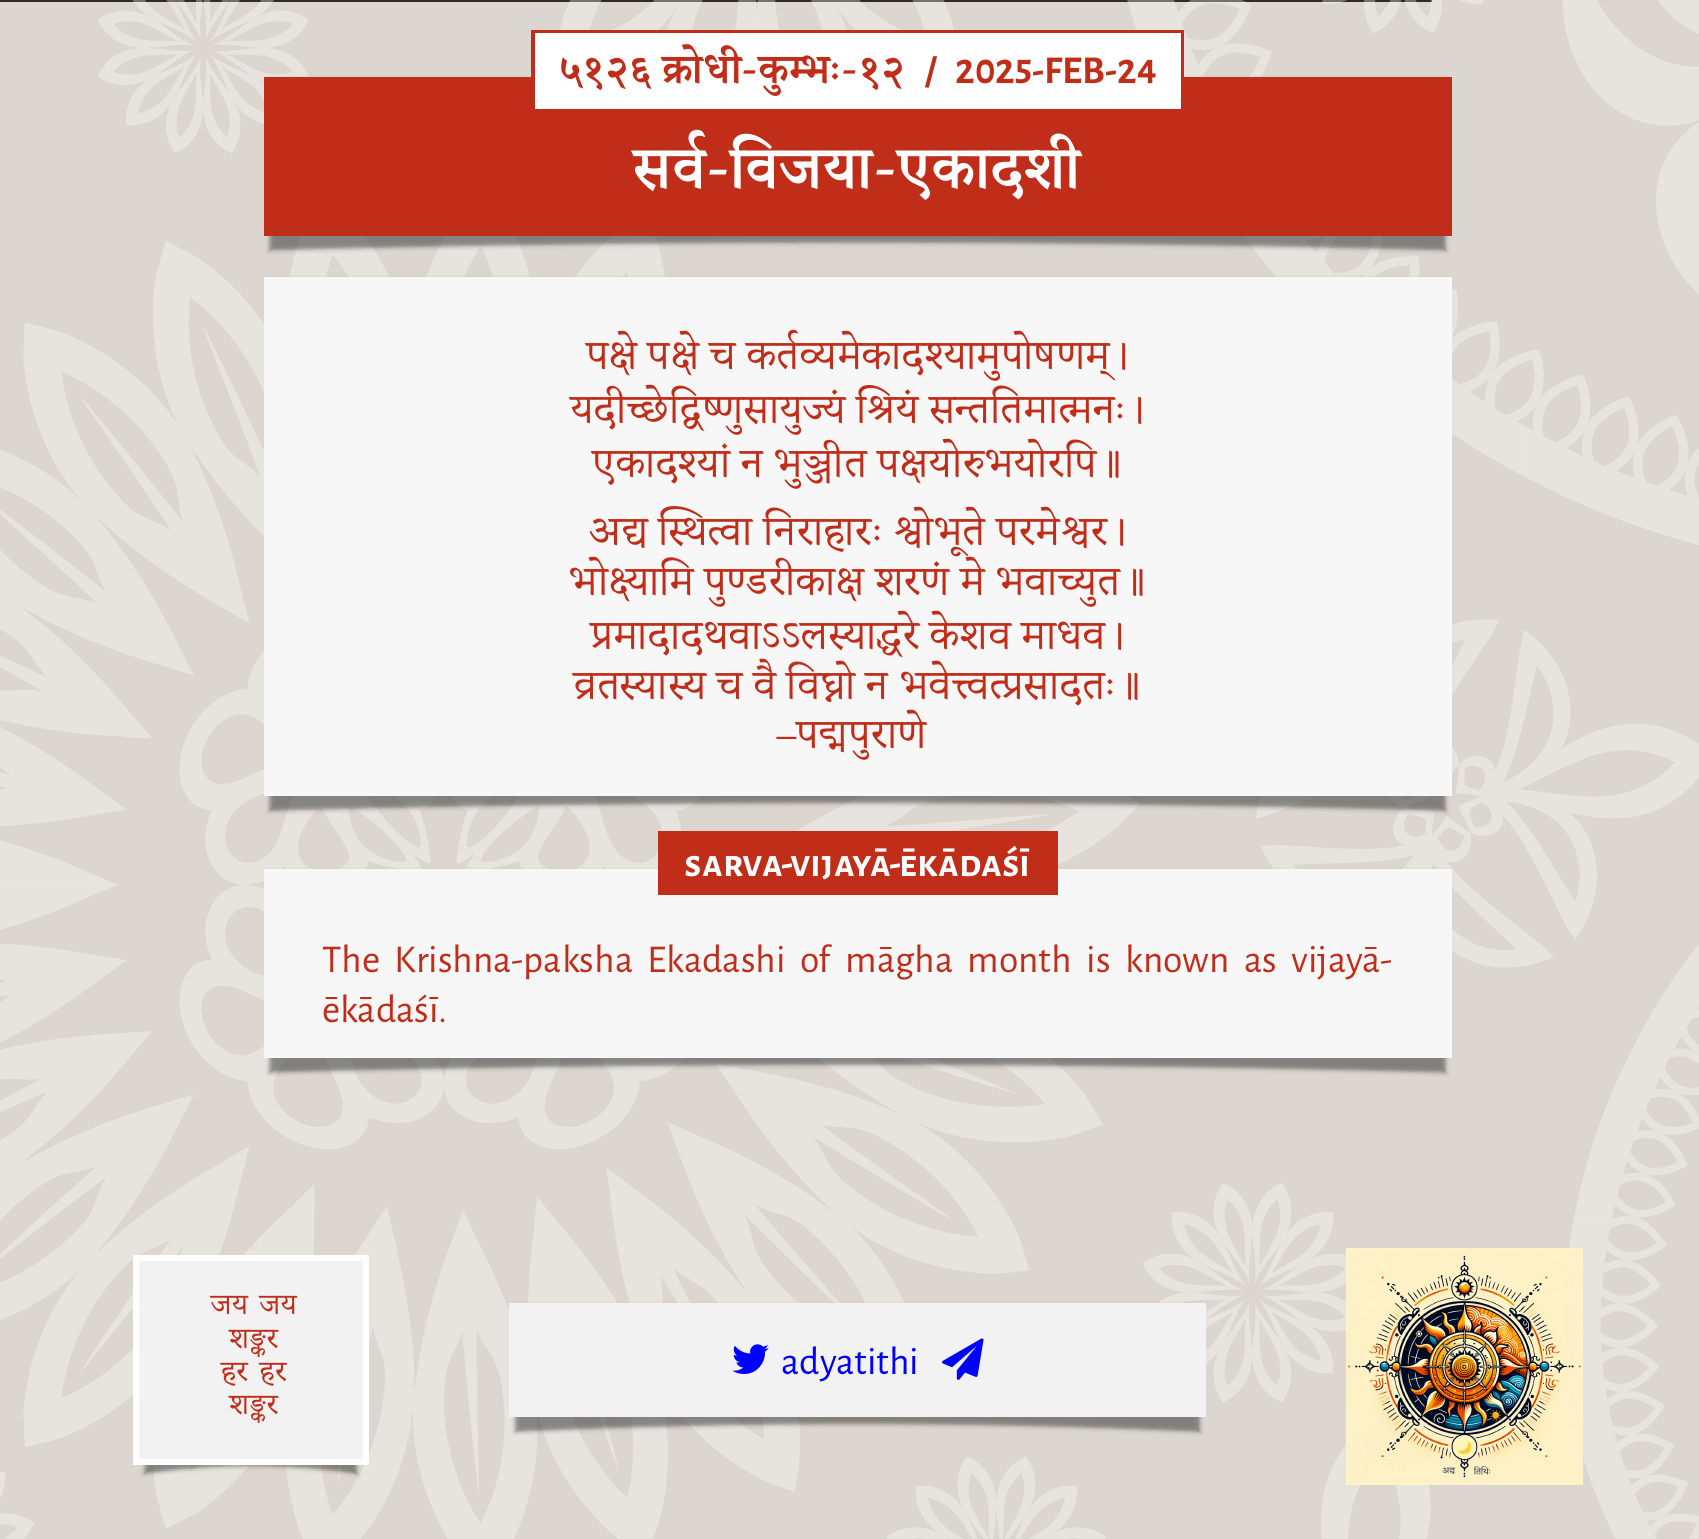 ५१२६ क्रोधी-कुम्भः-१२ / 2025-FEB-24
सर्व-विजया-एकादशी
पक्षे पक्षे च कर्तव्यमेकादश्यामुपोषणम्।
यदीच्छेद्विष्णुसायुज्यं श्रियं सन्ततिमात्मनः।
एकादश्यां न भुञ्जीत पक्षयोरुभयोरपि॥
अद्य स्थित्वा निराहारः श्वोभूते परमेश्वर।
भोक्ष्यामि पुण्डरीकाक्ष शरणं मे भवाच्युत॥
प्रमादादथवाऽऽलस्याद्धरे केशव माधव।
व्रतस्यास्य च वै विघ्नो न भवेत्त्वत्प्रसादतः॥
–पद्मपुराणे
SARVA-VIJAYĀ-ĒKĀDAŚĪ
The Krishna-paksha Ekadashi of māgha month is known as vijayā-
ēkādaśī.
जय जय
शङ्कर
हर हर
शङ्कर
adyatithi
अद्य तिथिः